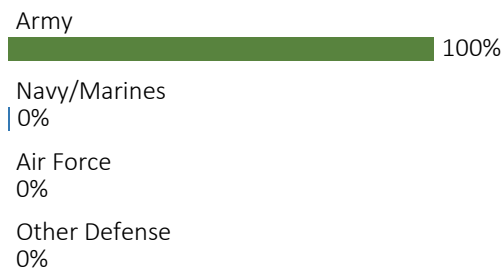 Army
100%
Navy/Marines
0%
Air Force
0%
Other Defense
0%